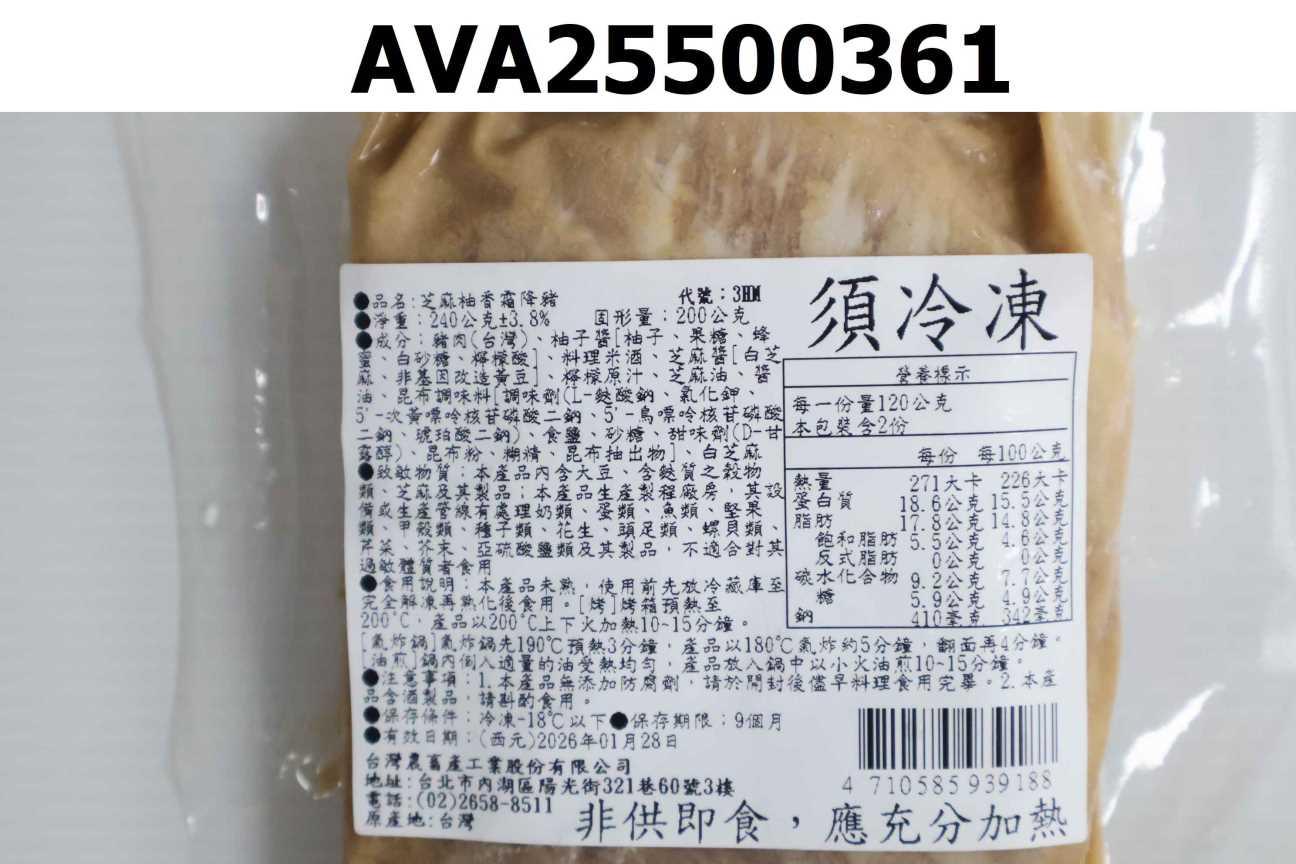 AVA25500361
●品名:芝麻柚香霜降豬 代號:3HM
●淨重:240公克±3.8% 固形量:200公克
●成分:豬肉(台灣)、柚子醬[柚子、果糖、蜂
蜜、白砂糖、檸檬酸]、料理米酒、芝麻醬[白芝
麻、非基因改造黃豆]、檸檬原汁、芝麻油、醬
油、昆布調味料[調味劑(L-麩酸鈉、氯化鉀、
5'-次黃嘌呤核苷磷酸二鈉、5'-鳥嘌呤核苷磷酸
二鈉、琥珀酸二鈉)、食鹽、砂糖、甜味劑(D-甘
露醇)、昆布粉、糊精、昆布抽出物]、白芝麻
●致敏物質:本產品內含大豆、含麩質之穀物
類、芝麻及其製品;本產品生產製程廠房,其設
備或生產管線有處理奶類、蛋類、魚類、堅果
類、甲殼類、種子類、花生、頭足類、螺貝類、
芹菜、芥末、亞硫酸鹽類及其製品,不適合對其
過敏體質者食用
●食用說明:本產品未熟,使用前先放冷藏庫至
完全解凍再熟化後食用。[烤]烤箱預熱至
200℃,產品以200℃上下火加熱10~15分鐘。
[氣炸鍋]氣炸鍋先190℃預熱3分鐘,產品以180℃氣炸約5分鐘,翻面再4分鐘。
[油煎]鍋內倒入適量的油受熱均勻,產品放入鍋中以小火油煎10~15分鐘。
●注意事項:1.本產品無添加防腐劑,請於開封後儘早料理食用完畢。2.本產
品含酒製品,請斟酌食用。
●保存條件:冷凍-18℃以下●保存期限:9個月
●有效日期:(西元)2026年01月28日
台灣農畜產工業股份有限公司
地址:台北市內湖區陽光街321巷60號3樓
電話:(02)2658-8511
原產地:台灣
須冷凍
營養標示
每一份量120公克
本包裝含2份
每份 每100公克
熱量 271大卡 226大卡
蛋白質 18.6公克 15.5公克
脂肪 17.8公克 14.8公克
飽和脂肪 5.5公克 4.6公克
反式脂肪 0公克 0公克
碳水化合物 9.2公克 7.7公克
糖 5.9公克 4.9公克
鈉 410毫克 342毫克
4 710585 939188
非供即食,應充分加熱